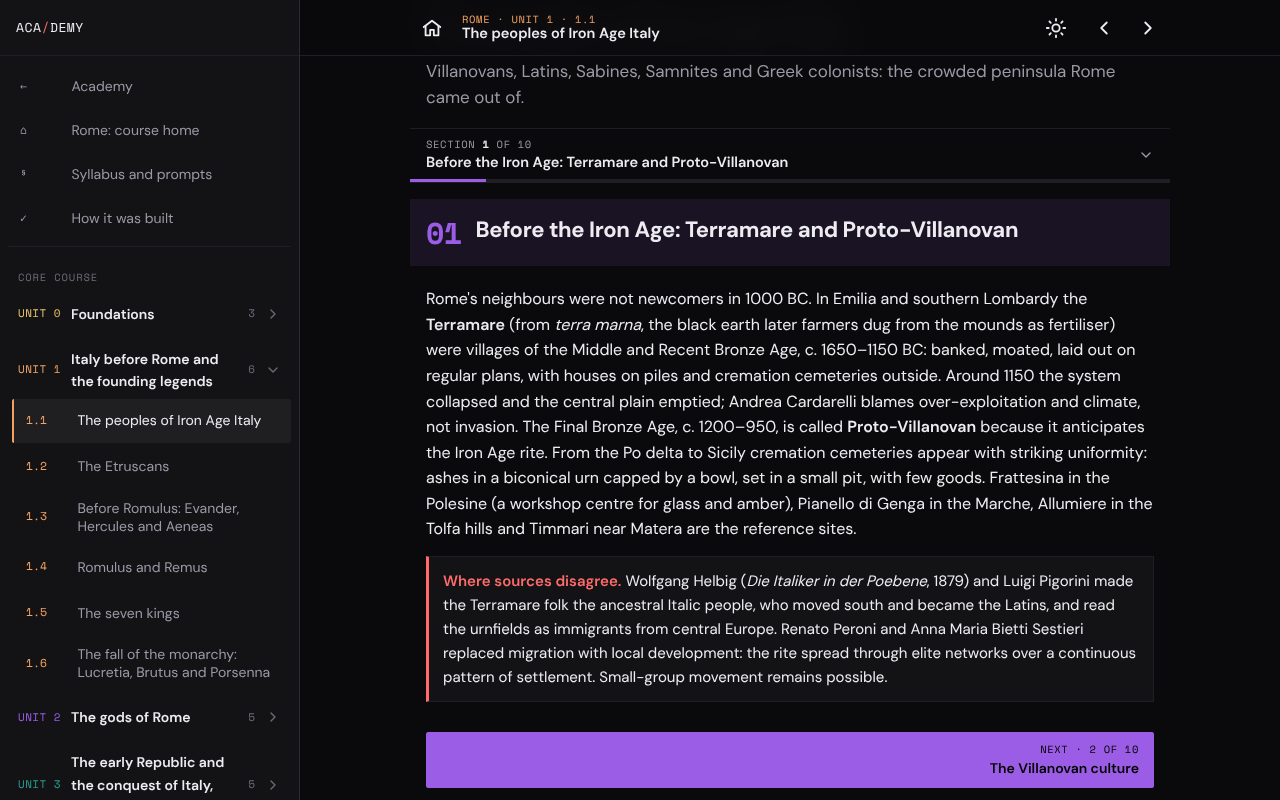 ACA/DEMY
← Academy
⌂ Rome: course home
§ Syllabus and prompts
✓ How it was built
CORE COURSE
UNIT 0 Foundations 3
UNIT 1 Italy before Rome and
the founding legends 6
1.1 The peoples of Iron Age Italy
1.2 The Etruscans
1.3 Before Romulus: Evander,
Hercules and Aeneas
1.4 Romulus and Remus
1.5 The seven kings
1.6 The fall of the monarchy:
Lucretia, Brutus and Porsenna
UNIT 2 The gods of Rome 5
UNIT 3 The early Republic and
the conquest of Italy, 5
ROME · UNIT 1 · 1.1
The peoples of Iron Age Italy
Villanovans, Latins, Sabines, Samnites and Greek colonists: the crowded peninsula Rome
came out of.
SECTION 1 OF 10
Before the Iron Age: Terramare and Proto-Villanovan
01 Before the Iron Age: Terramare and Proto-Villanovan
Rome's neighbours were not newcomers in 1000 BC. In Emilia and southern Lombardy the
Terramare (from terra marna, the black earth later farmers dug from the mounds as fertiliser)
were villages of the Middle and Recent Bronze Age, c. 1650–1150 BC: banked, moated, laid out on
regular plans, with houses on piles and cremation cemeteries outside. Around 1150 the system
collapsed and the central plain emptied; Andrea Cardarelli blames over-exploitation and climate,
not invasion. The Final Bronze Age, c. 1200–950, is called Proto-Villanovan because it anticipates
the Iron Age rite. From the Po delta to Sicily cremation cemeteries appear with striking uniformity:
ashes in a biconical urn capped by a bowl, set in a small pit, with few goods. Frattesina in the
Polesine (a workshop centre for glass and amber), Pianello di Genga in the Marche, Allumiere in the
Tolfa hills and Timmari near Matera are the reference sites.
Where sources disagree. Wolfgang Helbig (Die Italiker in der Poebene, 1879) and Luigi Pigorini made
the Terramare folk the ancestral Italic people, who moved south and became the Latins, and read
the urnfields as immigrants from central Europe. Renato Peroni and Anna Maria Bietti Sestieri
replaced migration with local development: the rite spread through elite networks over a continuous
pattern of settlement. Small-group movement remains possible.
NEXT · 2 OF 10
The Villanovan culture